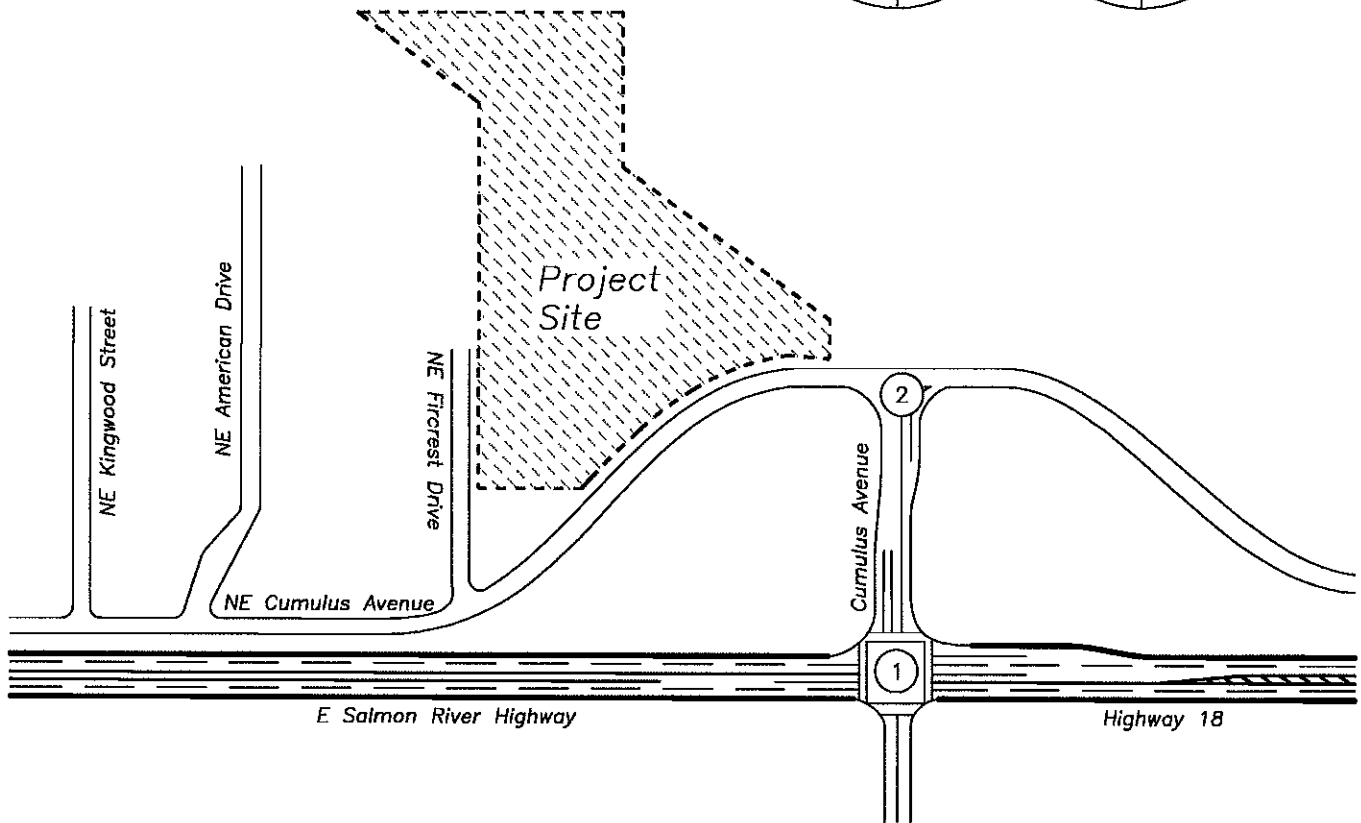 Project
Site
NE Kingwood Street
NE American Drive
NE Fircrest Drive
2
Cumulus Avenue
NE Cumulus Avenue
1
E Salmon River Highway
Highway 18